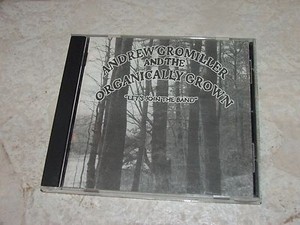 ANDREW GROMILLER
AND THE
ORGANICALLY GROWN
"LET'S JOIN THE BAND"